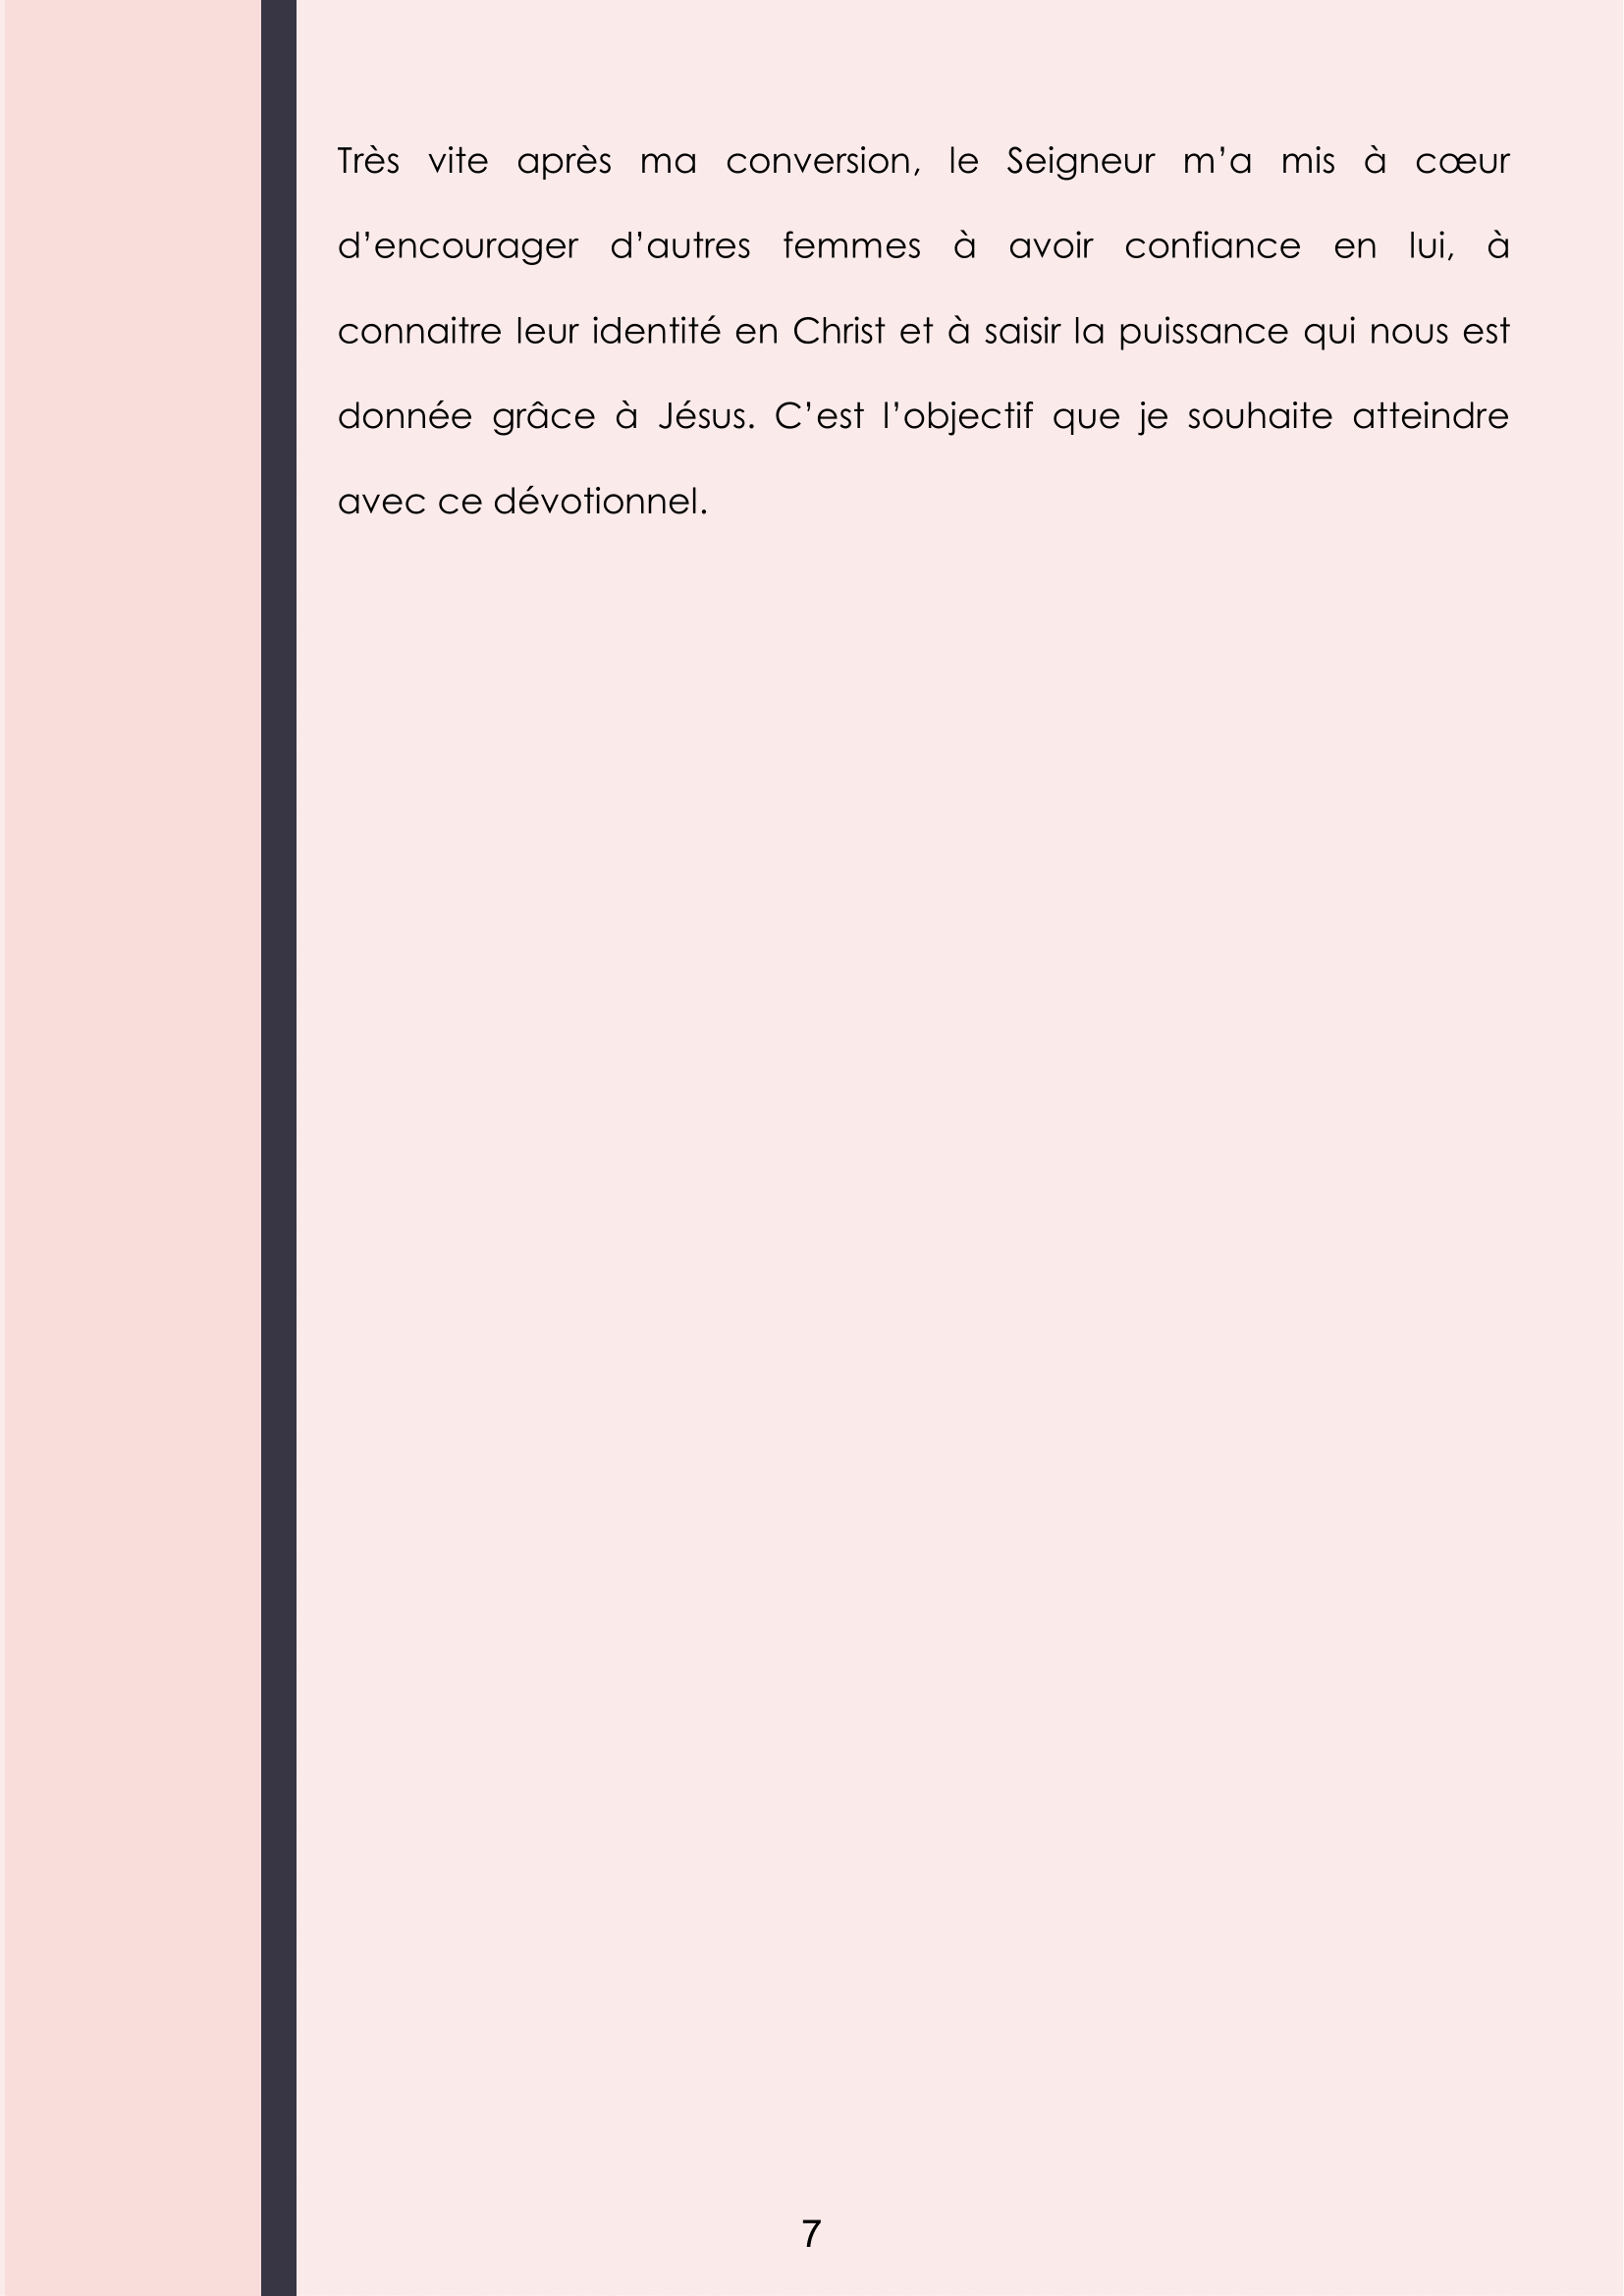 Très vite après ma conversion, le Seigneur m’a mis à cœur
d’encourager d’autres femmes à avoir confiance en lui, à
connaitre leur identité en Christ et à saisir la puissance qui nous est
donnée grâce à Jésus. C’est l’objectif que je souhaite atteindre
avec ce dévotionnel.
7